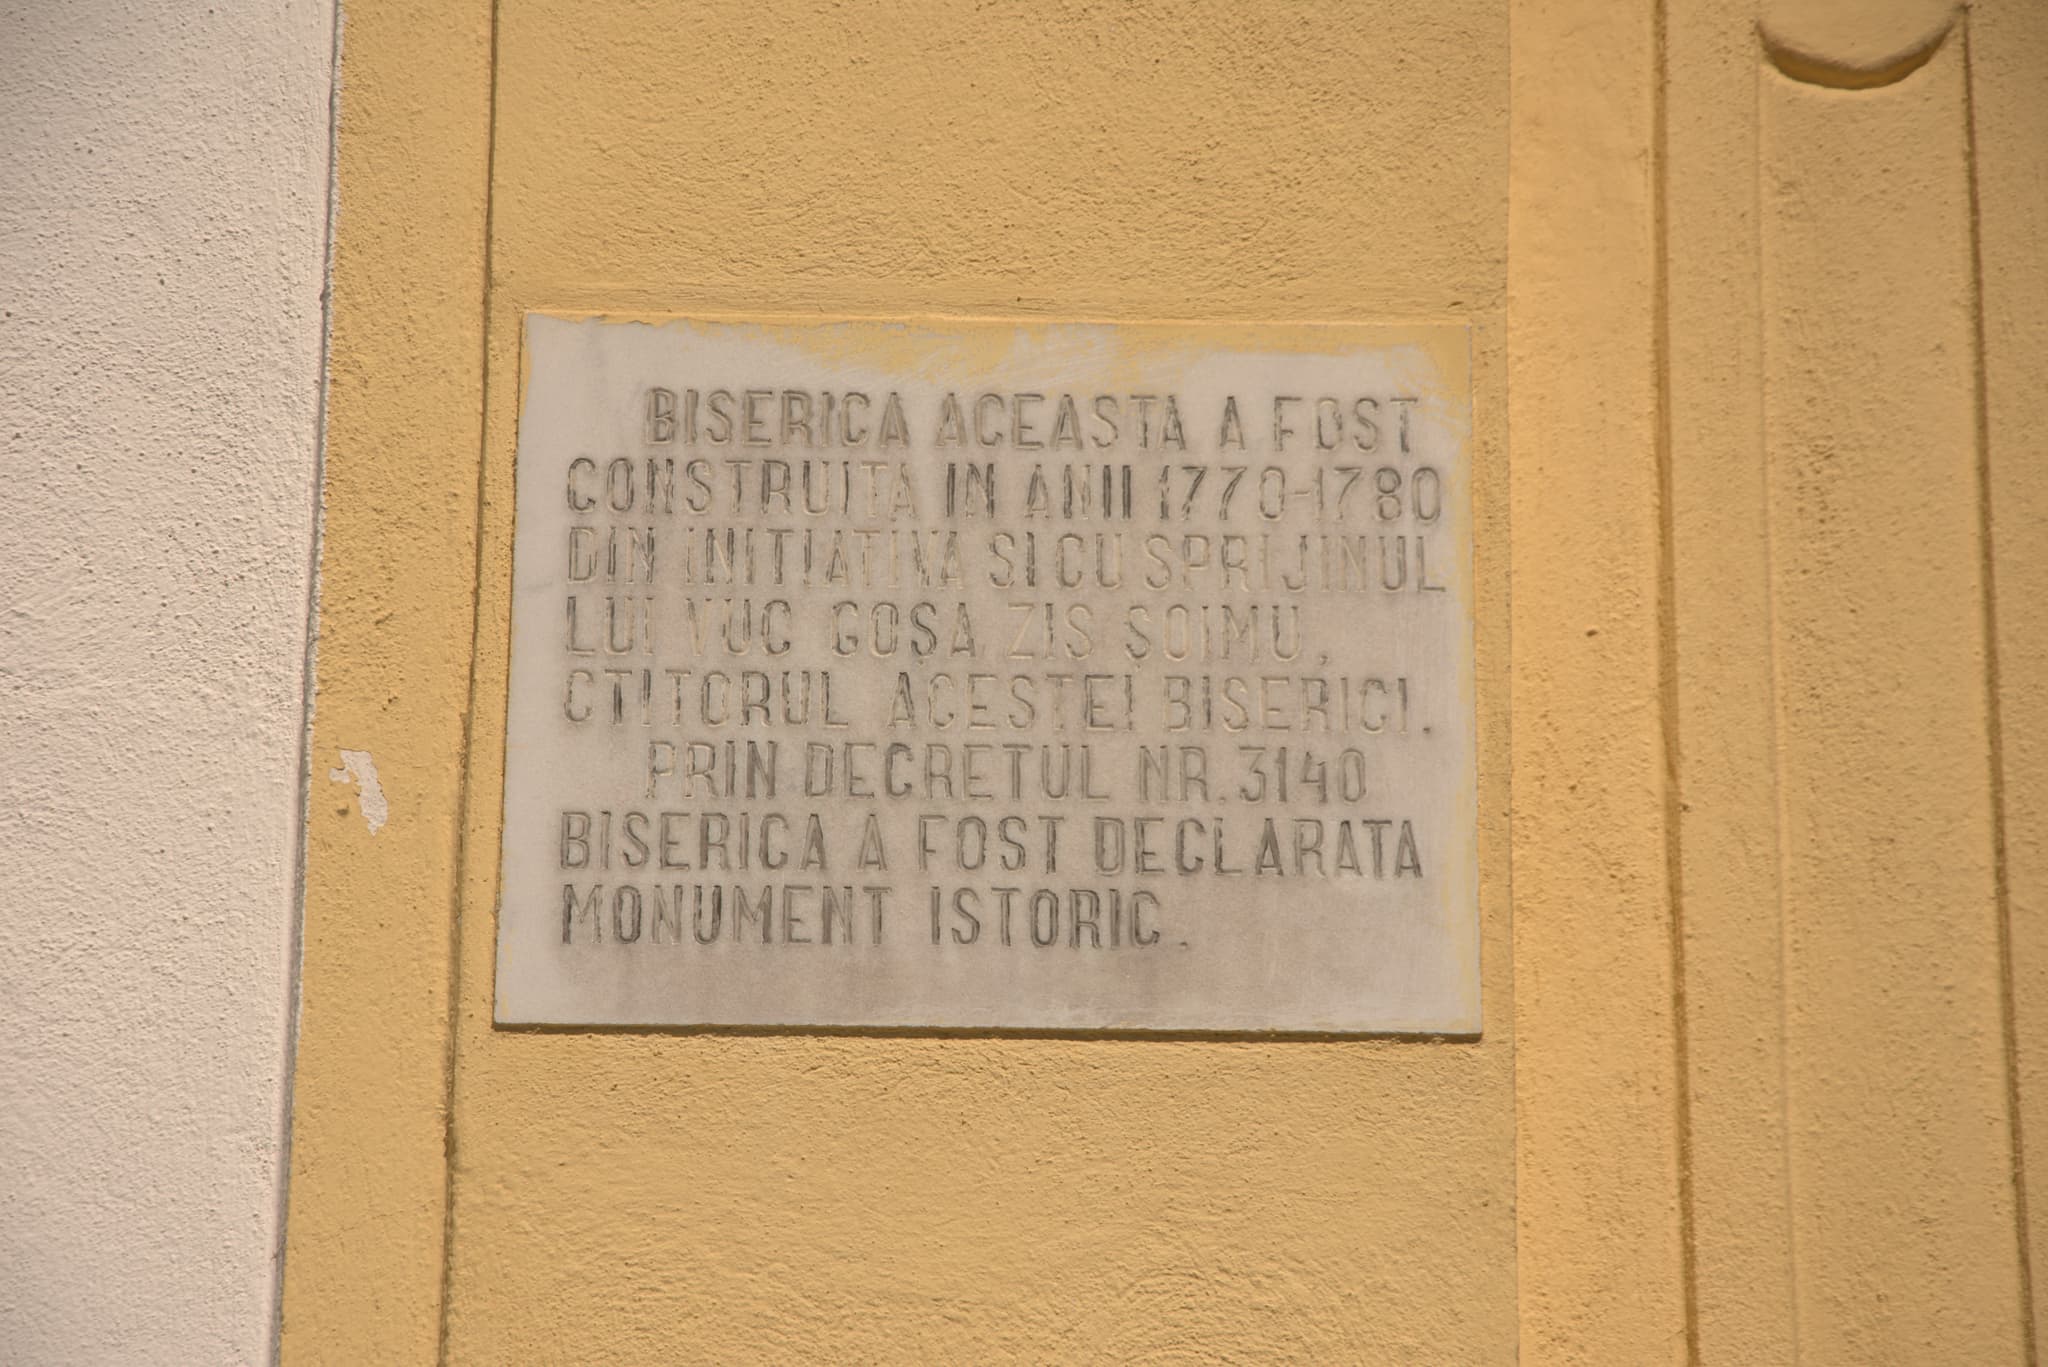 BISERICA ACEASTA A FOST
CONSTRUITA IN ANII 1770-1780
DIN INITIATIVA SI CU SPRIJINUL
LUI VUC GOȘA ZIS ȘOIMU,
CTITORUL ACESTEI BISERICI.
PRIN DECRETUL NR. 3140
BISERICA A FOST DECLARATA
MONUMENT ISTORIC.